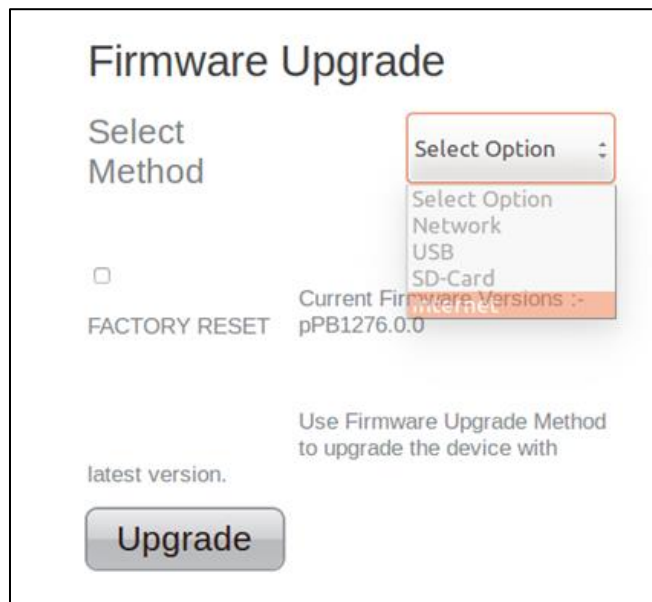 Firmware Upgrade
Select
Method
Select Option
Select Option
Network
USB
SD-Card
Internet
FACTORY RESET
Current Firmware Versions :-
pPB1276.0.0
Use Firmware Upgrade Method
to upgrade the device with
latest version.
Upgrade